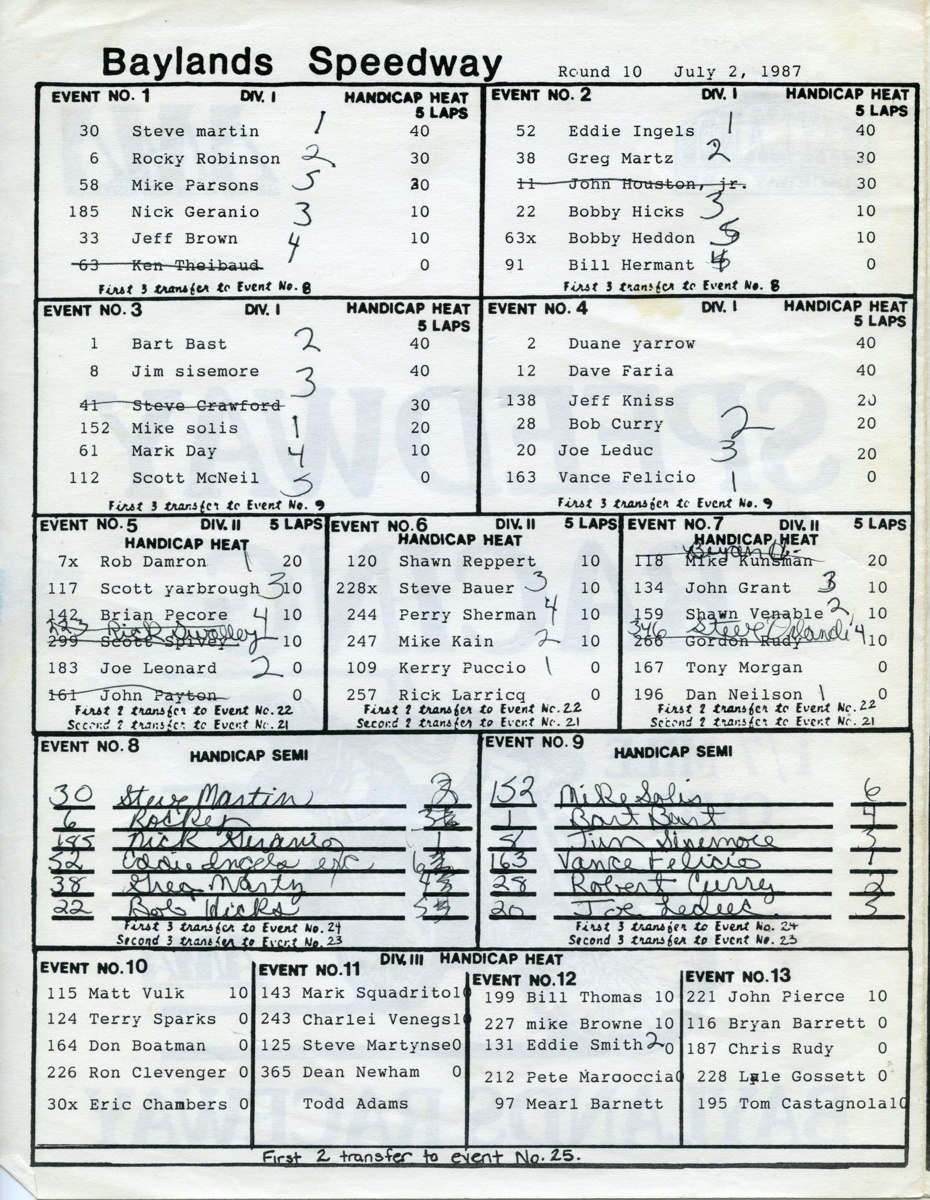 Baylands Speedway Round 10 July 2, 1987
EVENT NO. 1 DIV. I HANDICAP HEAT
5 LAPS
30 Steve martin 1 40
6 Rocky Robinson 2 30
58 Mike Parsons 5 30
185 Nick Geranio 3 10
33 Jeff Brown 4 10
63 Ken Theibaud 0
First 3 transfer to Event No. 8
EVENT NO. 2 DIV. I HANDICAP HEAT
5 LAPS
52 Eddie Ingels 1 40
38 Greg Martz 2 30
11 John Houston, jr. 30
22 Bobby Hicks 3 10
63x Bobby Heddon 5 10
91 Bill Hermant 4 0
First 3 transfer to Event No. 8
EVENT NO. 3 DIV. I HANDICAP HEAT
5 LAPS
1 Bart Bast 2 40
8 Jim sisemore 3 40
41 Steve Crawford 30
152 Mike solis 1 20
61 Mark Day 4 10
112 Scott McNeil 5 0
First 3 transfer to Event No. 9
EVENT NO. 4 DIV. I HANDICAP HEAT
5 LAPS
2 Duane yarrow 40
12 Dave Faria 40
138 Jeff Kniss 20
28 Bob Curry 2 20
20 Joe Leduc 3 20
163 Vance Felicio 1 0
First 3 transfer to Event No. 9
EVENT NO. 5 DIV. II 5 LAPS
HANDICAP HEAT
7x Rob Damron 1 20
117 Scott yarbrough 3 10
142 Brian Pecore 4 10
Rick
299 Scott Spivey 10
183 Joe Leonard 2 0
161 John Payton 0
First 2 transfer to Event No. 22
Second 2 transfer to Event No. 21
EVENT NO. 6 DIV. II 5 LAPS
HANDICAP HEAT
120 Shawn Reppert 10
228x Steve Bauer 3 10
244 Perry Sherman 4 10
247 Mike Kain 2 10
109 Kerry Puccio 1 0
257 Rick Larricq 0
First 2 transfer to Event No. 22
Second 2 transfer to Event No. 21
EVENT NO. 7 DIV. II 5 LAPS
HANDICAP HEAT
Bryan
118 Mike Kunsman 20
134 John Grant 3 10
159 Shawn Venable 2 10
346 Steve Orlandi 4
266 Gordon Rudy 10
167 Tony Morgan 0
196 Dan Neilson 1 0
First 2 transfer to Event No. 22
Second 2 transfer to Event No. 21
EVENT NO. 8
HANDICAP SEMI
30 Steve Martin
6
185 Nick Geranio 1
52 Eddie Ingels
38 Greg Martz
22 Bob Hicks
First 3 transfer to Event No. 24
Second 3 transfer to Event No. 23
EVENT NO. 9
HANDICAP SEMI
152 Mike Solis 6
1 Bart Bast 4
8 Jim Sisemore
163 Vance Felicio 1
28 Robert Curry 2
20 Joe Leduc
First 3 transfer to Event No. 24
Second 3 transfer to Event No. 23
DIV. III HANDICAP HEAT
EVENT NO. 10
115 Matt Vulk 10
124 Terry Sparks 0
164 Don Boatman 0
226 Ron Clevenger 0
30x Eric Chambers 0
EVENT NO. 11
143 Mark Squadrito10
243 Charlei Venegs10
125 Steve Martynse0
365 Dean Newham 0
Todd Adams
EVENT NO. 12
199 Bill Thomas 10
227 mike Browne 10
131 Eddie Smith 2 0
212 Pete Marooccia0
97 Mearl Barnett
EVENT NO. 13
221 John Pierce 10
116 Bryan Barrett 0
187 Chris Rudy 0
228 Lyle Gossett 0
195 Tom Castagnola10
First 2 transfer to event No. 25.